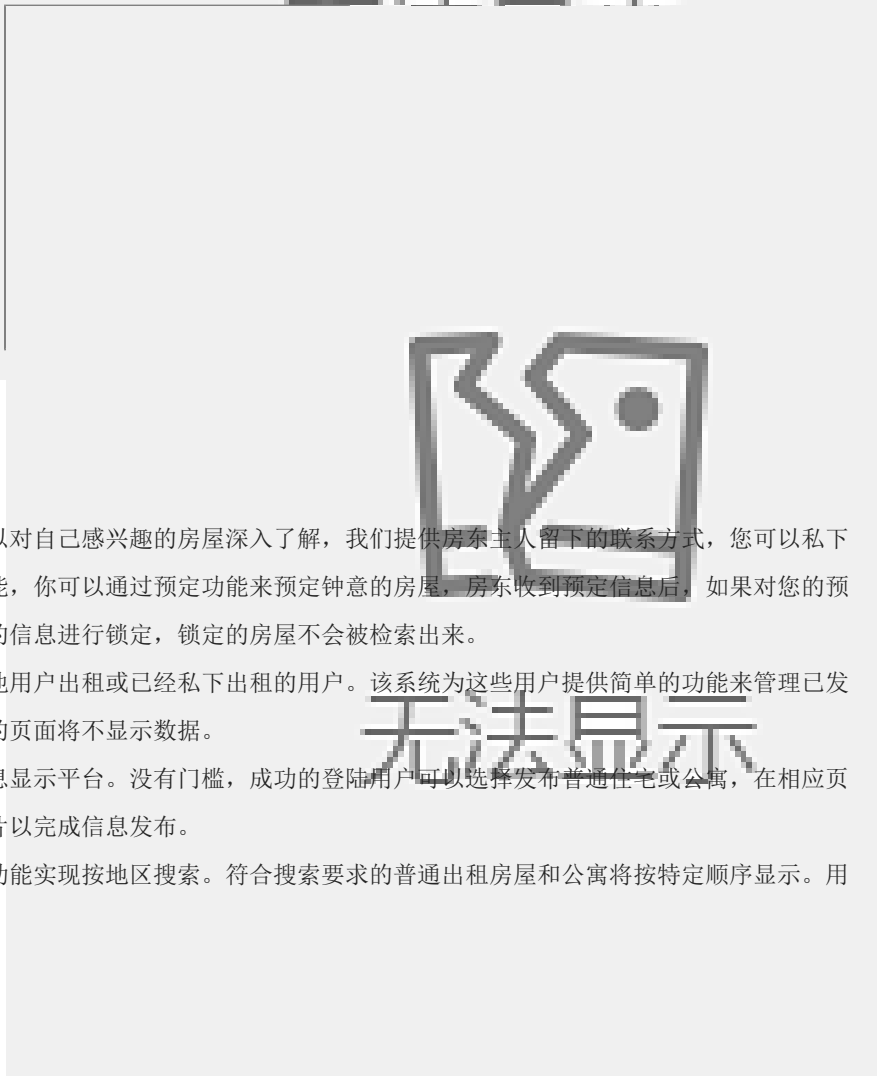 以对自己感兴趣的房屋深入了解，我们提供房东主人留下的联系方式，您可以私下
能，你可以通过预定功能来预定钟意的房屋，房东收到预定信息后，如果对您的预
的信息进行锁定，锁定的房屋不会被检索出来。
他用户出租或已经私下出租的用户。该系统为这些用户提供简单的功能来管理已发
的页面将不显示数据。
无法显示
息显示平台。没有门槛，成功的登陆用户可以选择发布普通住宅或公寓，在相应页
片以完成信息发布。
功能实现按地区搜索。符合搜索要求的普通出租房屋和公寓将按特定顺序显示。用